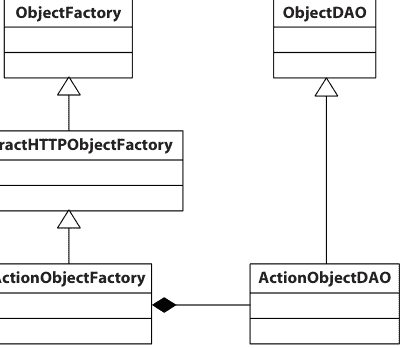 ObjectFactory
ObjectDAO
ractHTTPObjectFactory
ActionObjectFactory
ActionObjectDAO